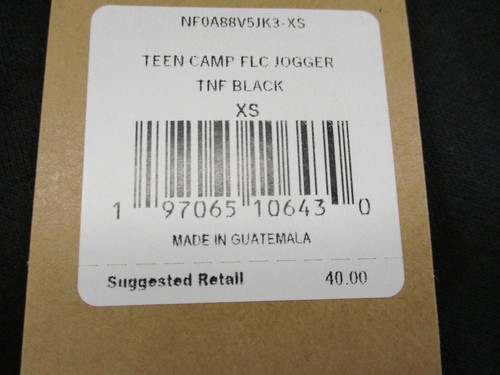 NF0A88V5JK3-XS
TEEN CAMP FLC JOGGER
TNF BLACK
XS
1 97065 10643 0
MADE IN GUATEMALA
Suggested Retail 40.00